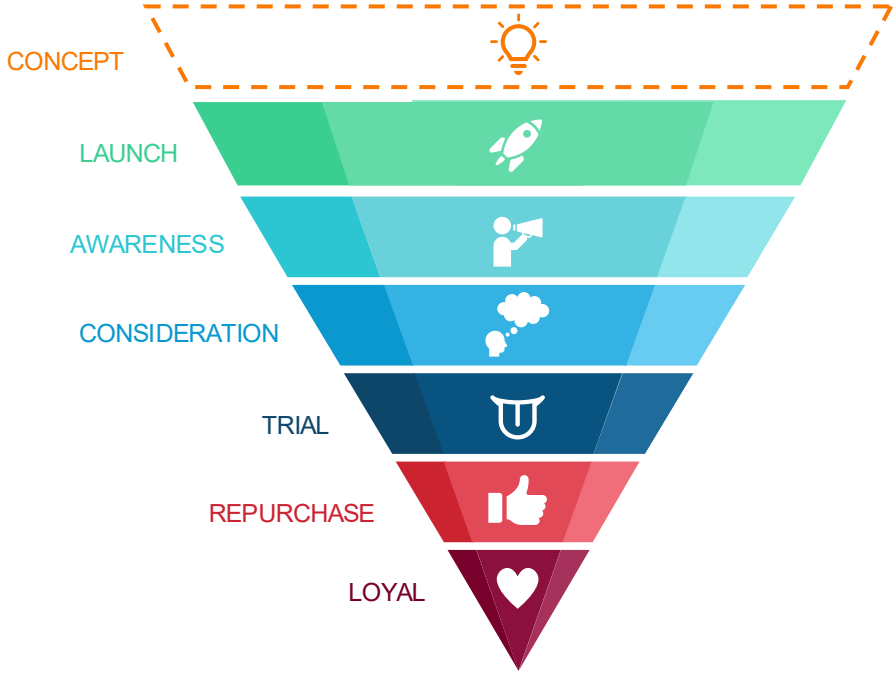 CONCEPT
LAUNCH
AWARENESS
CONSIDERATION
TRIAL
REPURCHASE
LOYAL